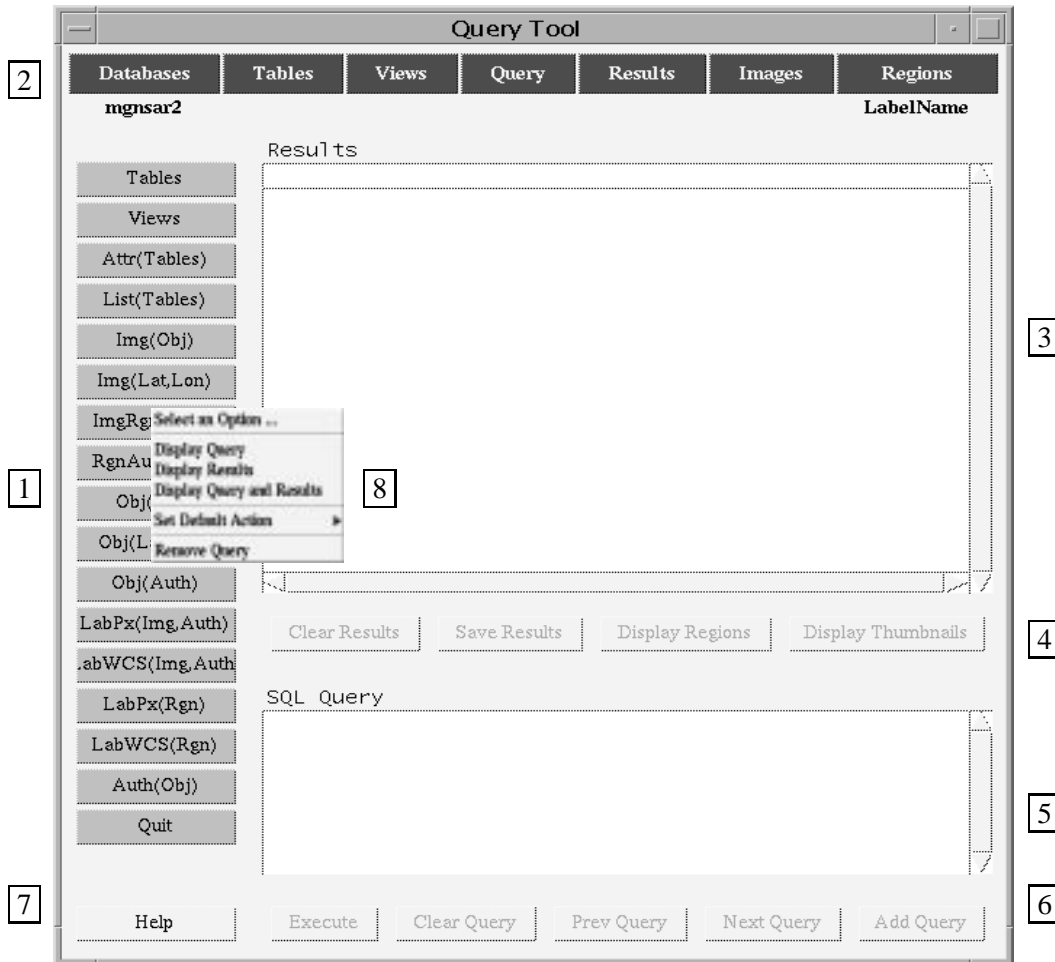 Query Tool
2
Databases Tables Views Query Results Images Regions
mgnsar2 LabelName
Results
Tables
Views
Attr(Tables)
List(Tables)
Img(Obj)
3
Img(Lat,Lon)
ImgRg
Select an Option ...
Display Query
RgnAu
Display Results
1
Display Query and Results
8
Obj(
Set Default Action
Obj(L
Remove Query
Obj(Auth)
LabPx(Img,Auth)
Clear Results Save Results Display Regions Display Thumbnails
4
abWCS(Img,Auth
LabPx(Rgn)
SQL Query
LabWCS(Rgn)
Auth(Obj)
5
Quit
7
Help Execute Clear Query Prev Query Next Query Add Query
6